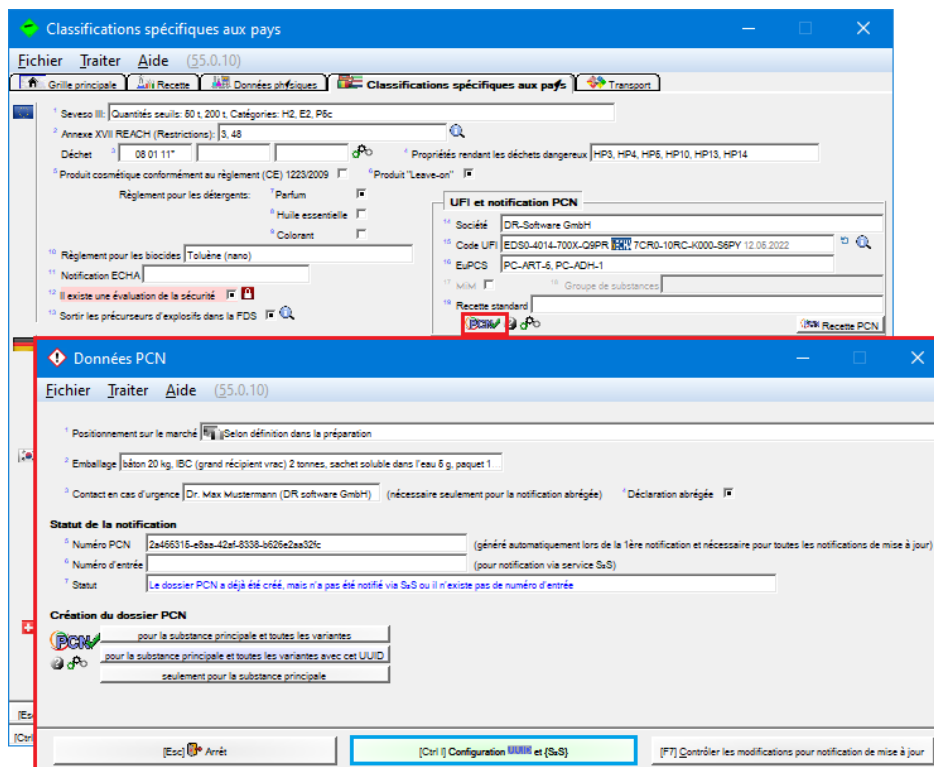 Classifications spécifiques aux pays
Fichier Traiter Aide (55.0.10)
Grille principale Recette Données physiques Classifications spécifiques aux pays Transport
1 Seveso III: Quantités seuils: 50 t, 200 t, Catégories: H2, E2, P5c
2 Annexe XVII REACH (Restrictions): 3, 48
Déchet 3 08 01 11* 4 Propriétés rendant les déchets dangereux HP3, HP4, HP5, HP10, HP13, HP14
5 Produit cosmétique conformément au règlement (CE) 1223/2009 6 Produit "Leave-on"
Règlement pour les détergents: 7 Parfum
8 Huile essentielle
9 Colorant
10 Règlement pour les biocides Toluène (nano)
11 Notification ECHA
12 Il existe une évaluation de la sécurité
13 Sortir les précurseurs d'explosifs dans la FDS
UFI et notification PCN
14 Société DR-Software GmbH
15 Code UFI EDS0-4014-700X-Q9PR 7CR0-10RC-K000-S6PY 12.05.2022
16 EuPCS PC-ART-5, PC-ADH-1
17 MiM 18 Groupe de substances
19 Recette standard
PCN Recette PCN
Données PCN
Fichier Traiter Aide (55.0.10)
1 Positionnement sur le marché Selon définition dans la préparation
2 Emballage bâton 20 kg, IBC (grand récipient vrac) 2 tonnes, sachet soluble dans l'eau 5 g, paquet 1
3 Contact en cas d'urgence Dr. Max Mustermann (DR software GmbH) (nécessaire seulement pour la notification abrégée) 4 Déclaration abrégée
Statut de la notification
5 Numéro PCN 2a466315-e8aa-42af-8338-b626e2aa32fc (généré automatiquement lors de la 1ère notification et nécessaire pour toutes les notifications de mise à jour)
6 Numéro d'entrée (pour notification via service S2S)
7 Statut Le dossier PCN a déjà été créé, mais n'a pas été notifié via S2S ou il n'existe pas de numéro d'entrée
Création du dossier PCN
PCN pour la substance principale et toutes les variantes
pour la substance principale et toutes les variantes avec cet UUID
seulement pour la substance principale
[Esc] Arrêt [Ctrl I] Configuration UUID et {S2S} [F7] Contrôler les modifications pour notification de mise à jour